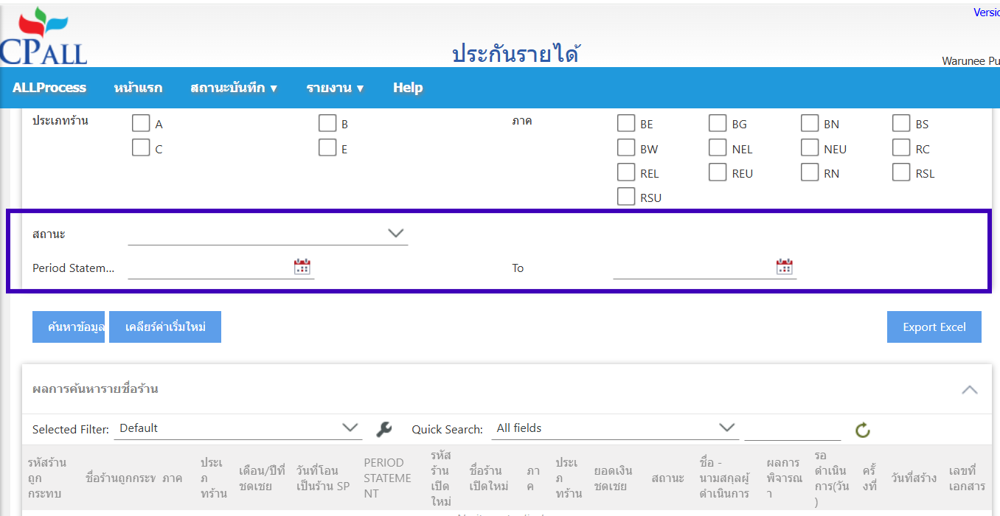 Versio
CPALL
ประกันรายได้
Warunee Pu
ALLProcess หน้าแรก สถานะบันทึก ▼ รายงาน ▼ Help
ประเภทร้าน A B ภาค BE BG BN BS
C E BW NEL NEU RC
REL REU RN RSL
RSU
สถานะ
Period Statem... To
ค้นหาข้อมูล เคลียร์ค่าเริ่มใหม่ Export Excel
ผลการค้นหารายชื่อร้าน
Selected Filter: Default Quick Search: All fields
รหัสร้าน
ถูก
กระทบ
ชื่อร้านถูกกระท
ภาค
ประเ
ภ
ทร้าน
เดือน/ปีที่
ชดเชย
วันที่โอน
เป็นร้าน SP
PERIOD
STATEME
NT
รหัส
ร้าน
เปิด
ใหม่
ชื่อร้าน
เปิดใหม่
ภา
ค
ประเ
ภ
ทร้าน
ยอดเงิน
ชดเชย
สถานะ
ชื่อ -
นามสกุลผู้
ดำเนินการ
ผลการ
พิจารณ
า
รอ
ดำเนิน
การ(วัน
)
ครั้
งที่
วันที่สร้าง
เลขที่
เอกสาร